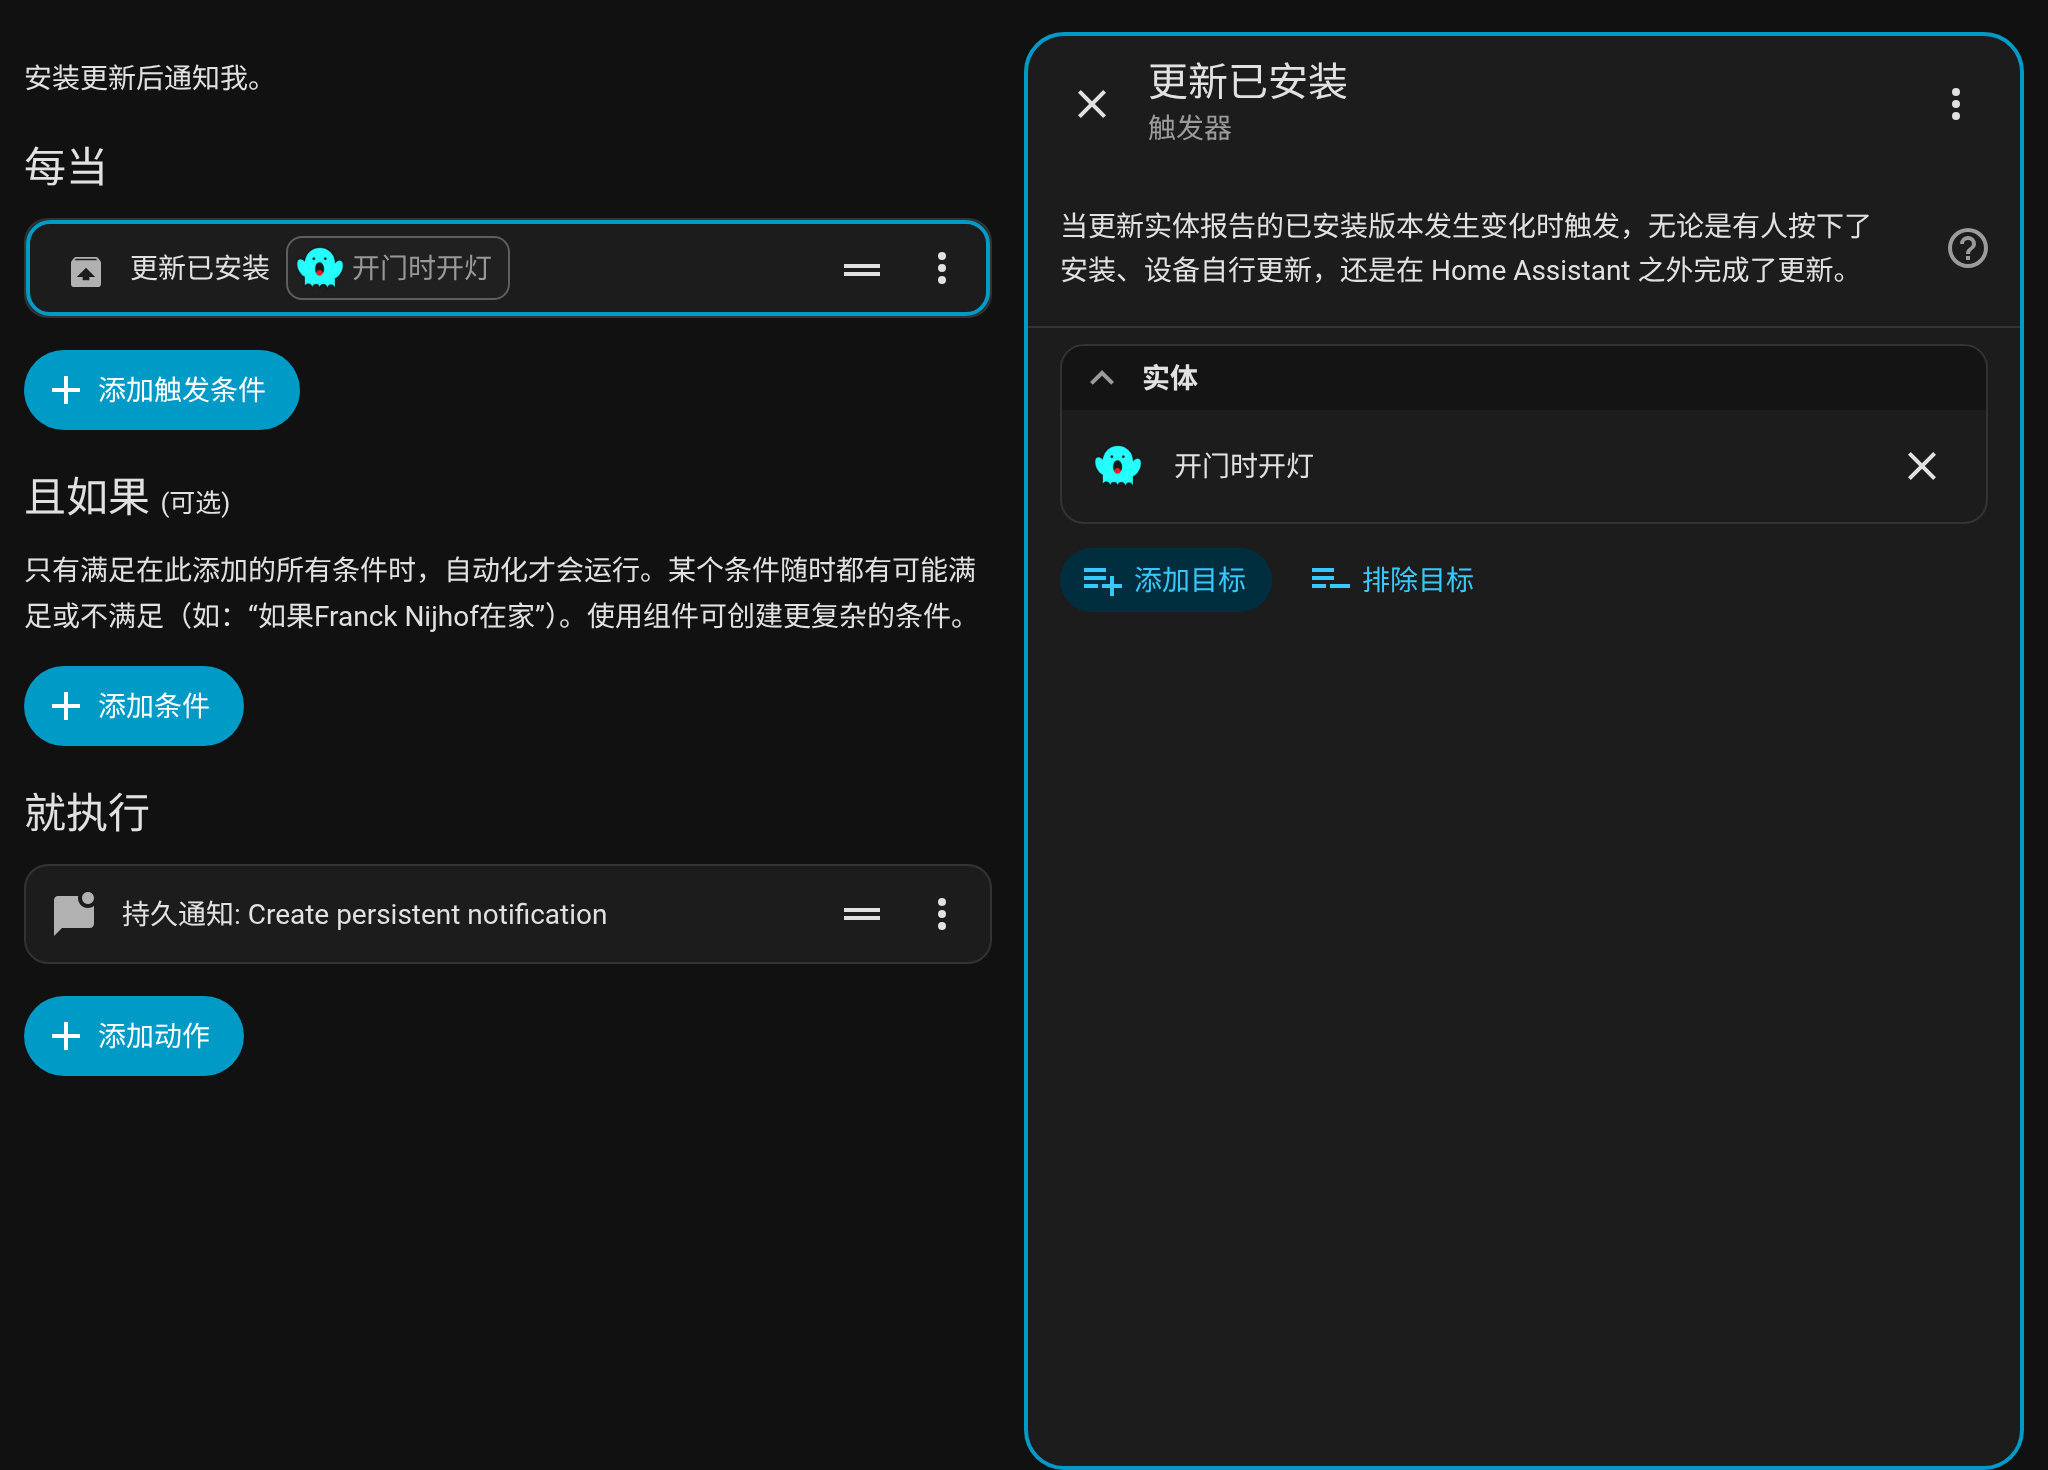 安装更新后通知我。
每当
更新已安装 开门时开灯
添加触发条件
且如果 (可选)
只有满足在此添加的所有条件时，自动化才会运行。某个条件随时都有可能满
足或不满足（如：“如果Franck Nijhof在家”）。使用组件可创建更复杂的条件。
添加条件
就执行
持久通知: Create persistent notification
添加动作
更新已安装
触发器
当更新实体报告的已安装版本发生变化时触发，无论是有人按下了
安装、设备自行更新，还是在 Home Assistant 之外完成了更新。
实体
开门时开灯
添加目标 排除目标